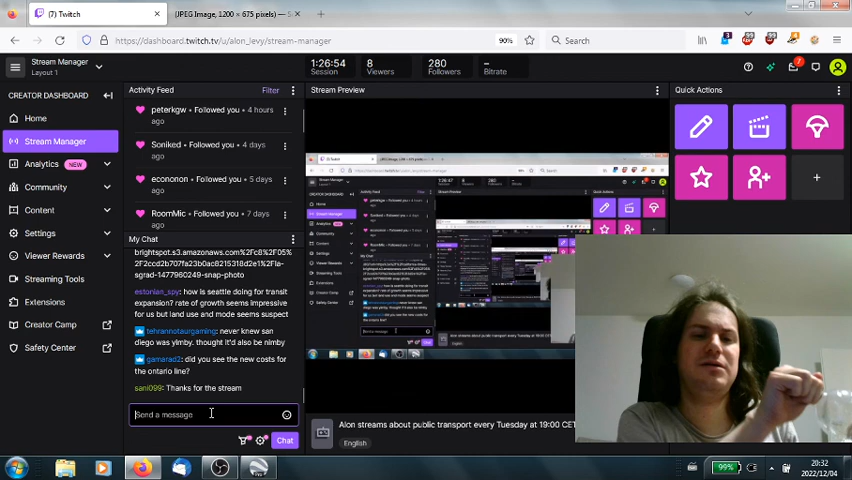 (7) Twitch
(JPEG Image, 1200 × 675 pixels) — S
https://dashboard.twitch.tv/u/alon_levy/stream-manager
90%
Search
Stream Manager
Layout 1
1:26:54
Session
8
Viewers
280
Followers
–
Bitrate
CREATOR DASHBOARD
Home
Stream Manager
Analytics NEW
Community
Content
Settings
Viewer Rewards
Streaming Tools
Extensions
Creator Camp
Safety Center
Activity Feed
Filter
peterkgw • Followed you • 4 hours
ago
Soniked • Followed you • 4 days
ago
econonon • Followed you • 5 days
ago
RoomMic • Followed you • 7 days
ago
My Chat
brightspot.s3.amazonaws.com%2Fc8%2F05%
2F2ccd2b707fa23b0ac8215318d2e1%2Fla-
sgrad-1477960249-snap-photo
estonian_spy: how is seattle doing for transit
expansion? rate of growth seems impressive
for us but land use and mode seems suspect
tehrannotaurgaming: never knew san
diego was yimby. thought it'd also be nimby
gamarad2: did you see the new costs for
the ontario line?
sani099: Thanks for the stream
Send a message
Chat
Stream Preview
Alon streams about public transport every Tuesday at 19:00 CET
English
Quick Actions
99%
20:32
2022/12/04